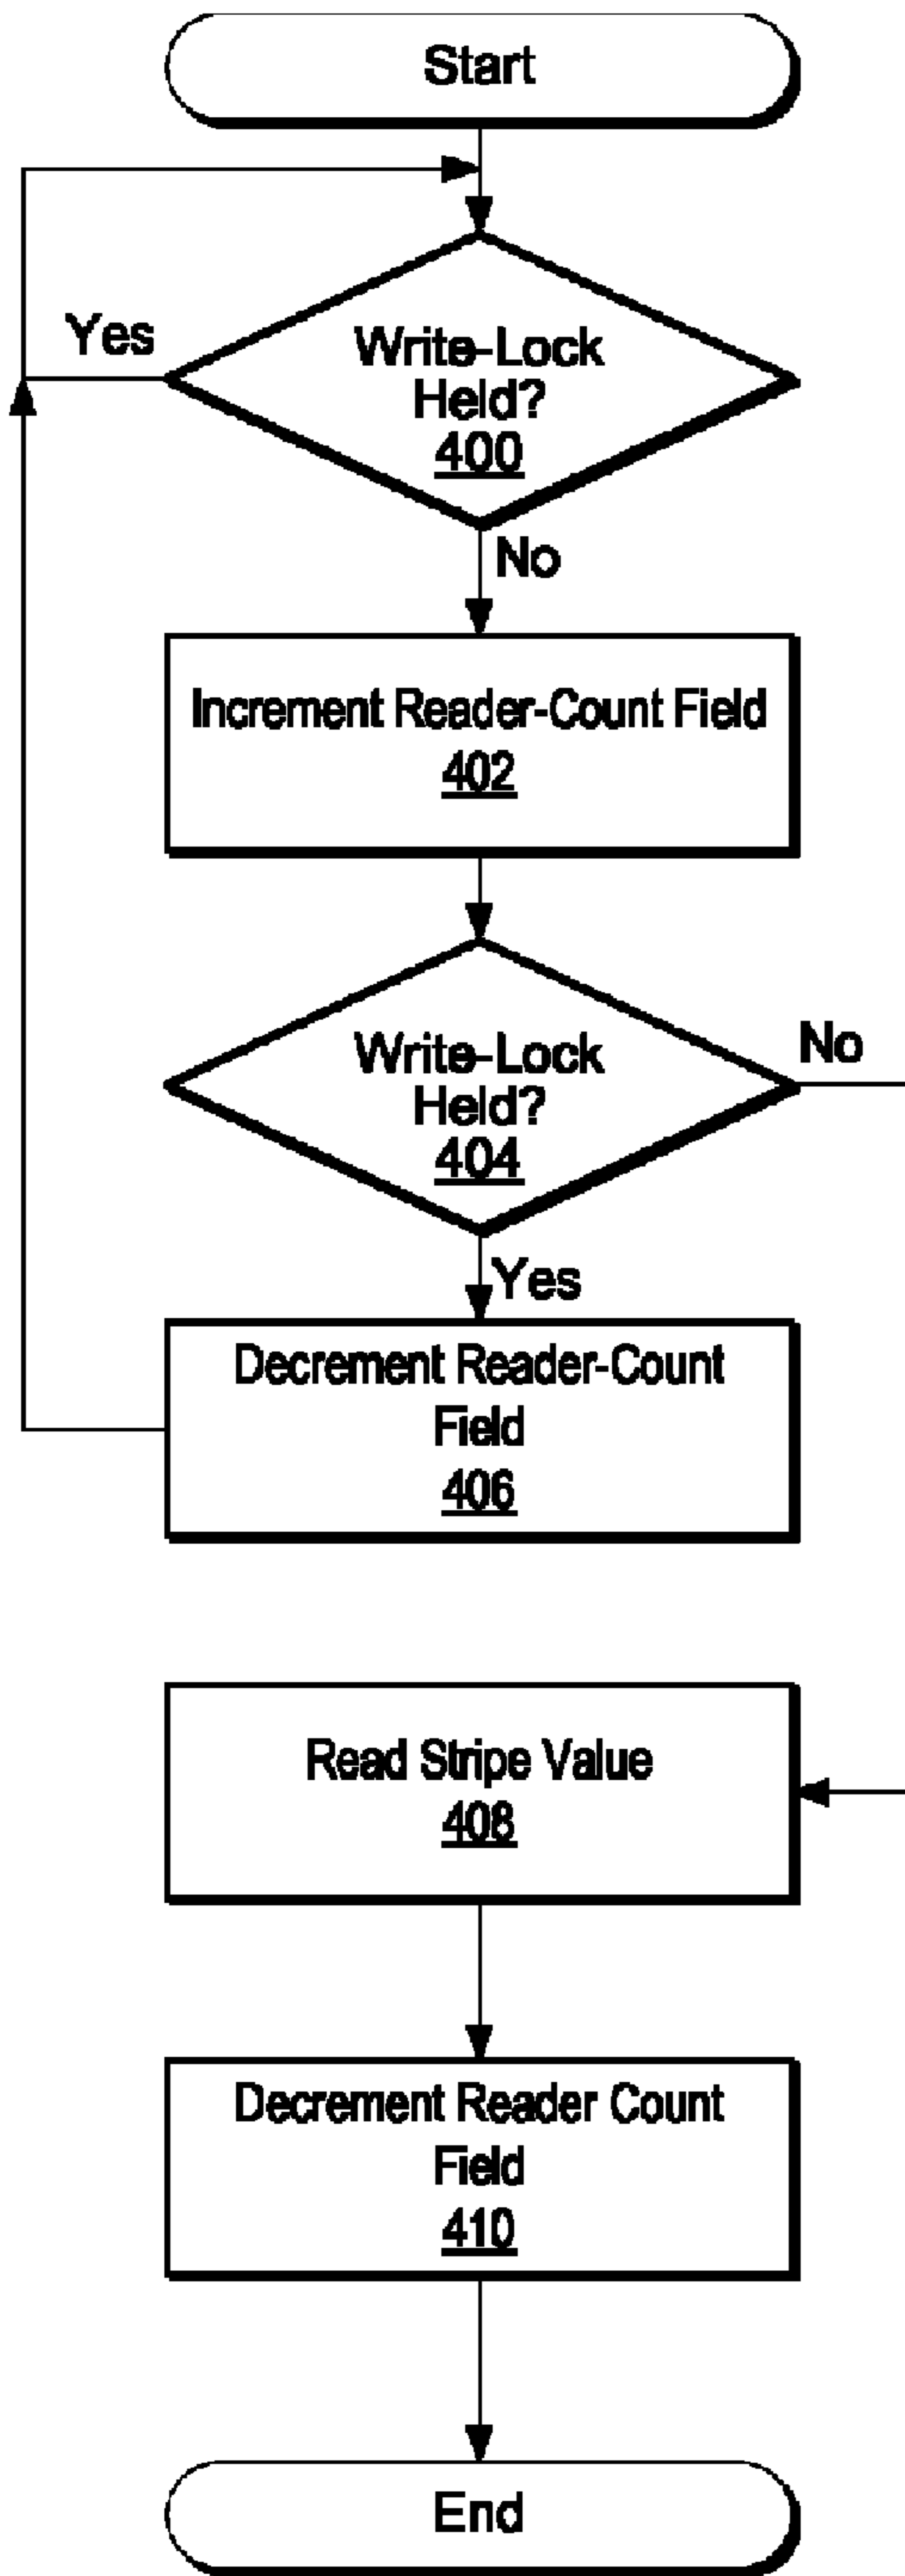 Start
Yes
Write-Lock
Held?
400
No
Increment Reader-Count Field
402
Write-Lock
Held?
404
No
Yes
Decrement Reader-Count
Field
406
Read Stripe Value
408
Decrement Reader Count
Field
410
End